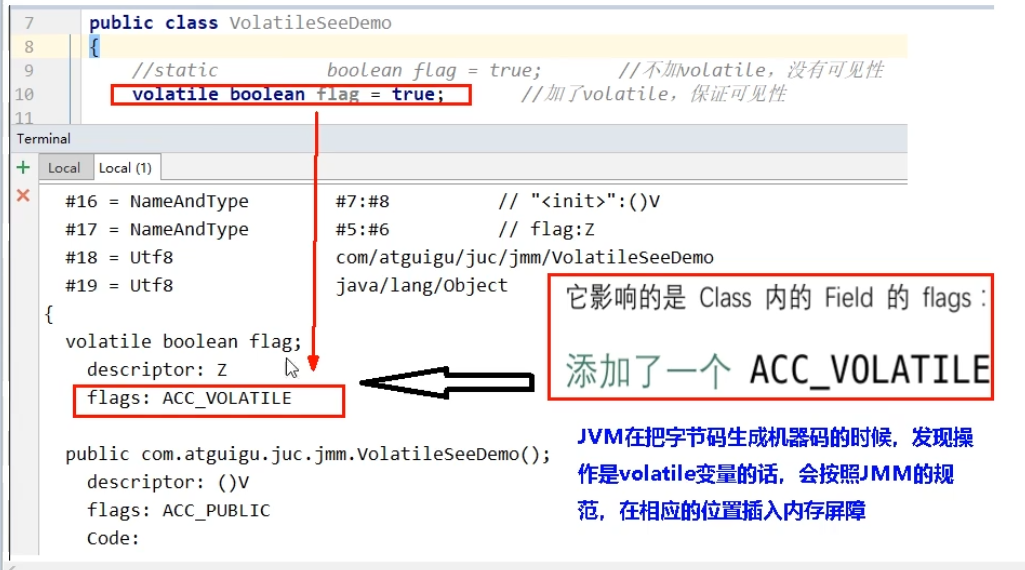 7 public class VolatileSeeDemo
8 {
9 //static boolean flag = true; //不加volatile，没有可见性
10 volatile boolean flag = true; //加了volatile，保证可见性
11
Terminal
+ Local Local (1)
#16 = NameAndType #7:#8 // "<init>":()V
#17 = NameAndType #5:#6 // flag:Z
#18 = Utf8 com/atguigu/juc/jmm/VolatileSeeDemo
#19 = Utf8 java/lang/Object
{
volatile boolean flag;
descriptor: Z
flags: ACC_VOLATILE
public com.atguigu.juc.jmm.VolatileSeeDemo();
descriptor: ()V
flags: ACC_PUBLIC
Code:
它影响的是 Class 内的 Field 的 flags：
添加了一个 ACC_VOLATILE
JVM在把字节码生成机器码的时候，发现操
作是volatile变量的话，会按照JMM的规
范，在相应的位置插入内存屏障